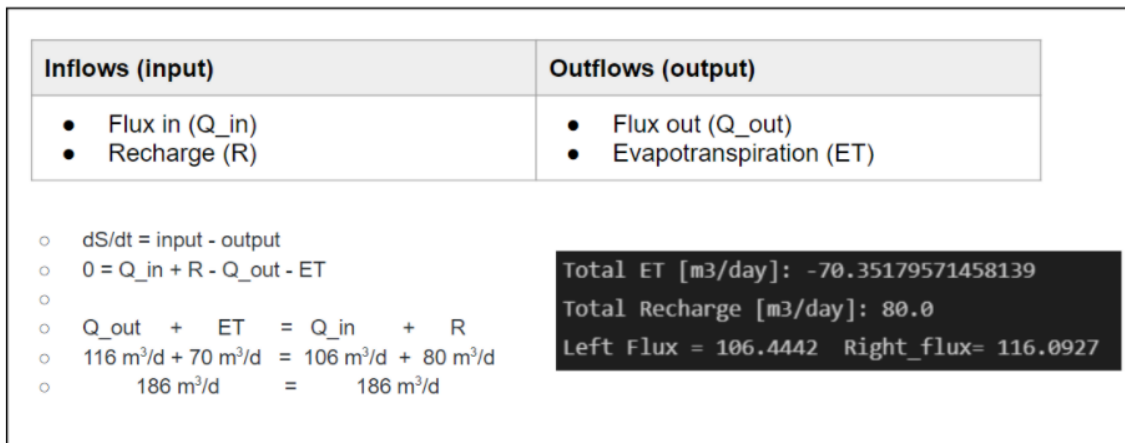 Inflows (input)
Outflows (output)
● Flux in (Q_in)
● Recharge (R)
● Flux out (Q_out)
● Evapotranspiration (ET)
○ dS/dt = input - output
○ 0 = Q_in + R - Q_out - ET
○
○ Q_out + ET = Q_in + R
○ 116 m³/d + 70 m³/d = 106 m³/d + 80 m³/d
○ 186 m³/d = 186 m³/d
Total ET [m3/day]: -70.35179571458139
Total Recharge [m3/day]: 80.0
Left Flux = 106.4442 Right_flux= 116.0927